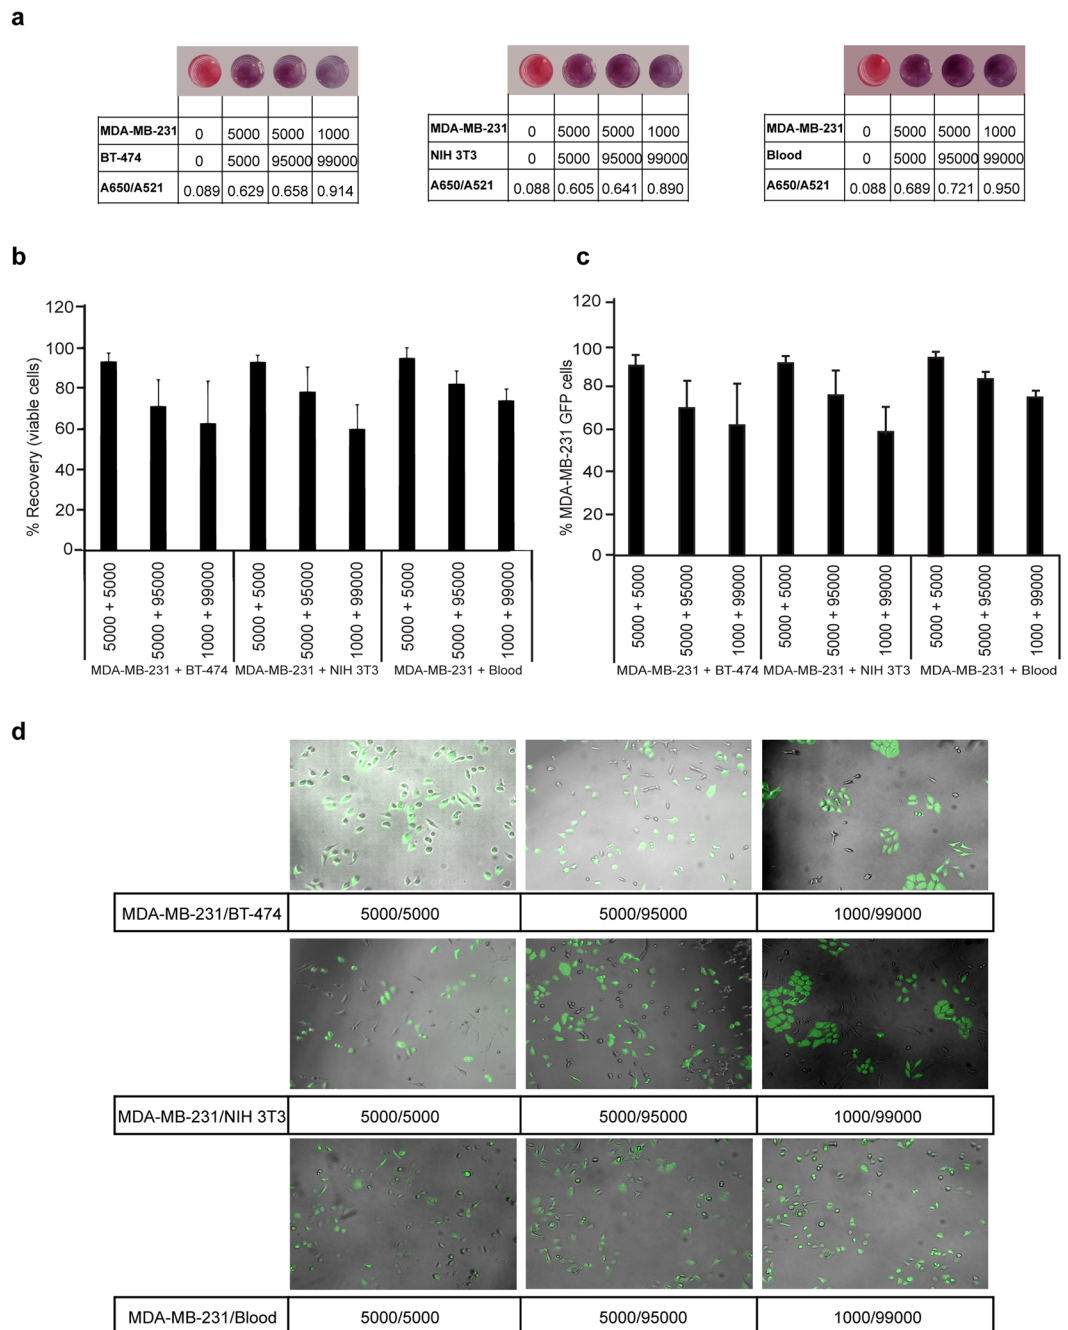 a
MDA-MB-231 0 5000 5000 1000
BT-474 0 5000 95000 99000
A650/A521 0.089 0.629 0.658 0.914
MDA-MB-231 0 5000 5000 1000
NIH 3T3 0 5000 95000 99000
A650/A521 0.088 0.605 0.641 0.890
MDA-MB-231 0 5000 5000 1000
Blood 0 5000 95000 99000
A650/A521 0.088 0.689 0.721 0.950
b
% Recovery (viable cells)
120
100
80
60
40
20
0
5000 + 5000
5000 + 95000
1000 + 99000
5000 + 5000
5000 + 95000
1000 + 99000
5000 + 5000
5000 + 95000
1000 + 99000
MDA-MB-231 + BT-474
MDA-MB-231 + NIH 3T3
MDA-MB-231 + Blood
c
% MDA-MB-231 GFP cells
120
100
80
60
40
20
0
5000 + 5000
5000 + 95000
1000 + 99000
5000 + 5000
5000 + 95000
1000 + 99000
5000 + 5000
5000 + 95000
1000 + 99000
MDA-MB-231 + BT-474
MDA-MB-231 + NIH 3T3
MDA-MB-231 + Blood
d
MDA-MB-231/BT-474 5000/5000 5000/95000 1000/99000
MDA-MB-231/NIH 3T3 5000/5000 5000/95000 1000/99000
MDA-MB-231/Blood 5000/5000 5000/95000 1000/99000